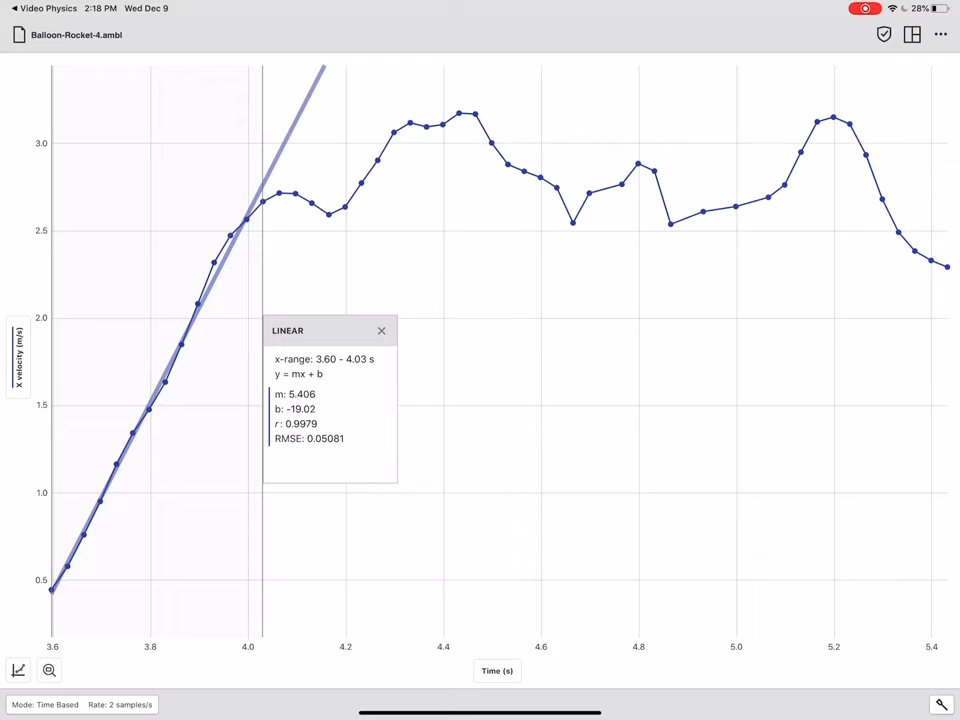 Video Physics 2:18 PM Wed Dec 9 28%
Balloon-Rocket-4.ambl
3.0
2.5
2.0
1.5
1.0
0.5
X velocity (m/s)
LINEAR
x-range: 3.60 - 4.03 s
y = mx + b
m: 5.406
b: -19.02
r: 0.9979
RMSE: 0.05081
3.6 3.8 4.0 4.2 4.4 4.6 4.8 5.0 5.2 5.4
Time (s)
Mode: Time Based Rate: 2 samples/s